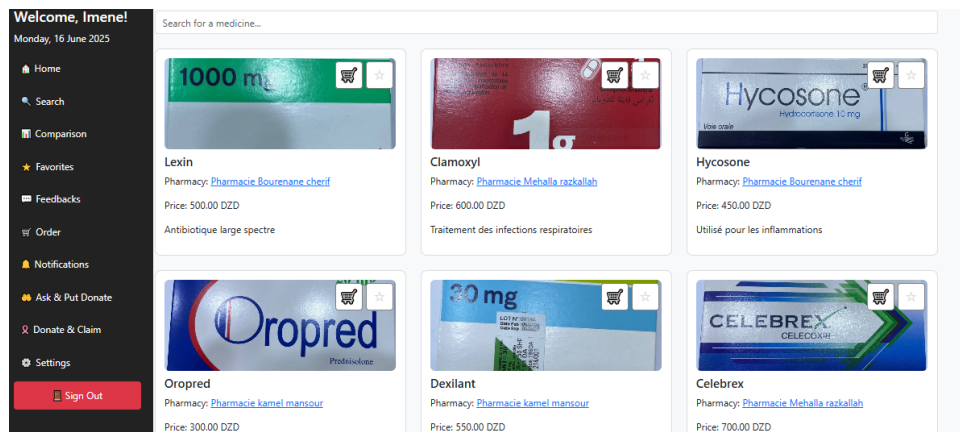 Welcome, Imene!
Monday, 16 June 2025
Home
Search
Comparison
Favorites
Feedbacks
Order
Notifications
Ask & Put Donate
Donate & Claim
Settings
Sign Out
Search for a medicine...
1000 mg
Lexin
Pharmacy: Pharmacie Bourenane cherif
Price: 500.00 DZD
Antibiotique large spectre
1g
Clamoxyl
Pharmacy: Pharmacie Mehalla razkallah
Price: 600.00 DZD
Traitement des infections respiratoires
Hycosone
Hydrocortisone 10 mg
Voie orale
Hycosone
Pharmacy: Pharmacie Bourenane cherif
Price: 450.00 DZD
Utilisé pour les inflammations
Oropred
Prednisolone
Oropred
Pharmacy: Pharmacie kamel mansour
Price: 300.00 DZD
30 mg
Dexilant
Pharmacy: Pharmacie kamel mansour
Price: 550.00 DZD
CELEBREX
Celebrex
Pharmacy: Pharmacie Mehalla razkallah
Price: 700.00 DZD